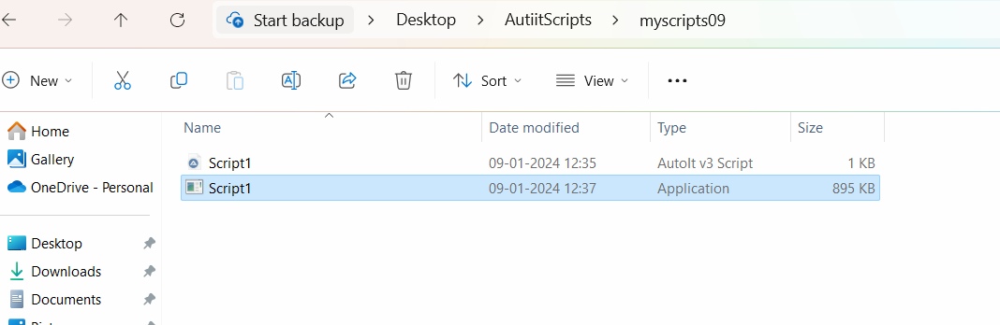 Start backup > Desktop > AutiitScripts > myscripts09
New Sort View
Name Date modified Type Size
Home
Gallery
OneDrive - Personal
Desktop
Downloads
Documents
Script1 09-01-2024 12:35 AutoIt v3 Script 1 KB
Script1 09-01-2024 12:37 Application 895 KB